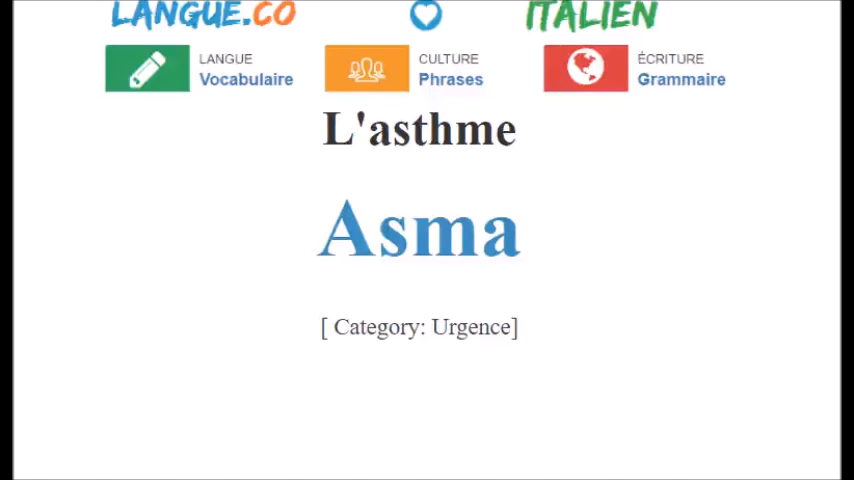 LANGUE.CO ITALIEN
LANGUE CULTURE ÉCRITURE
Vocabulaire Phrases Grammaire
L'asthme
Asma
[ Category: Urgence]